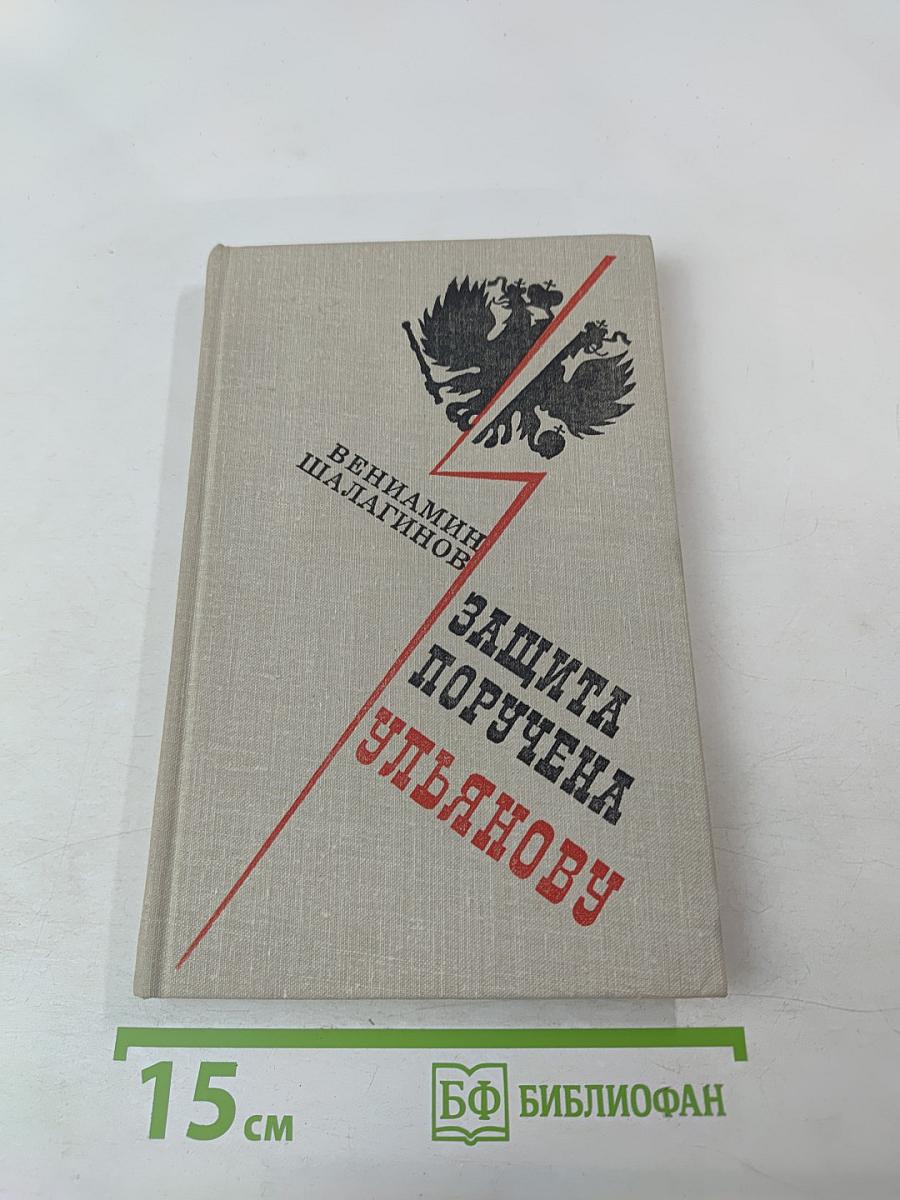 ВЕНИАМИН
ШАЛАГИНОВ
ЗАЩИТА
ПОРУЧЕНА
УЛЬЯНОВУ
15 см
БФ БИБЛИОФАН